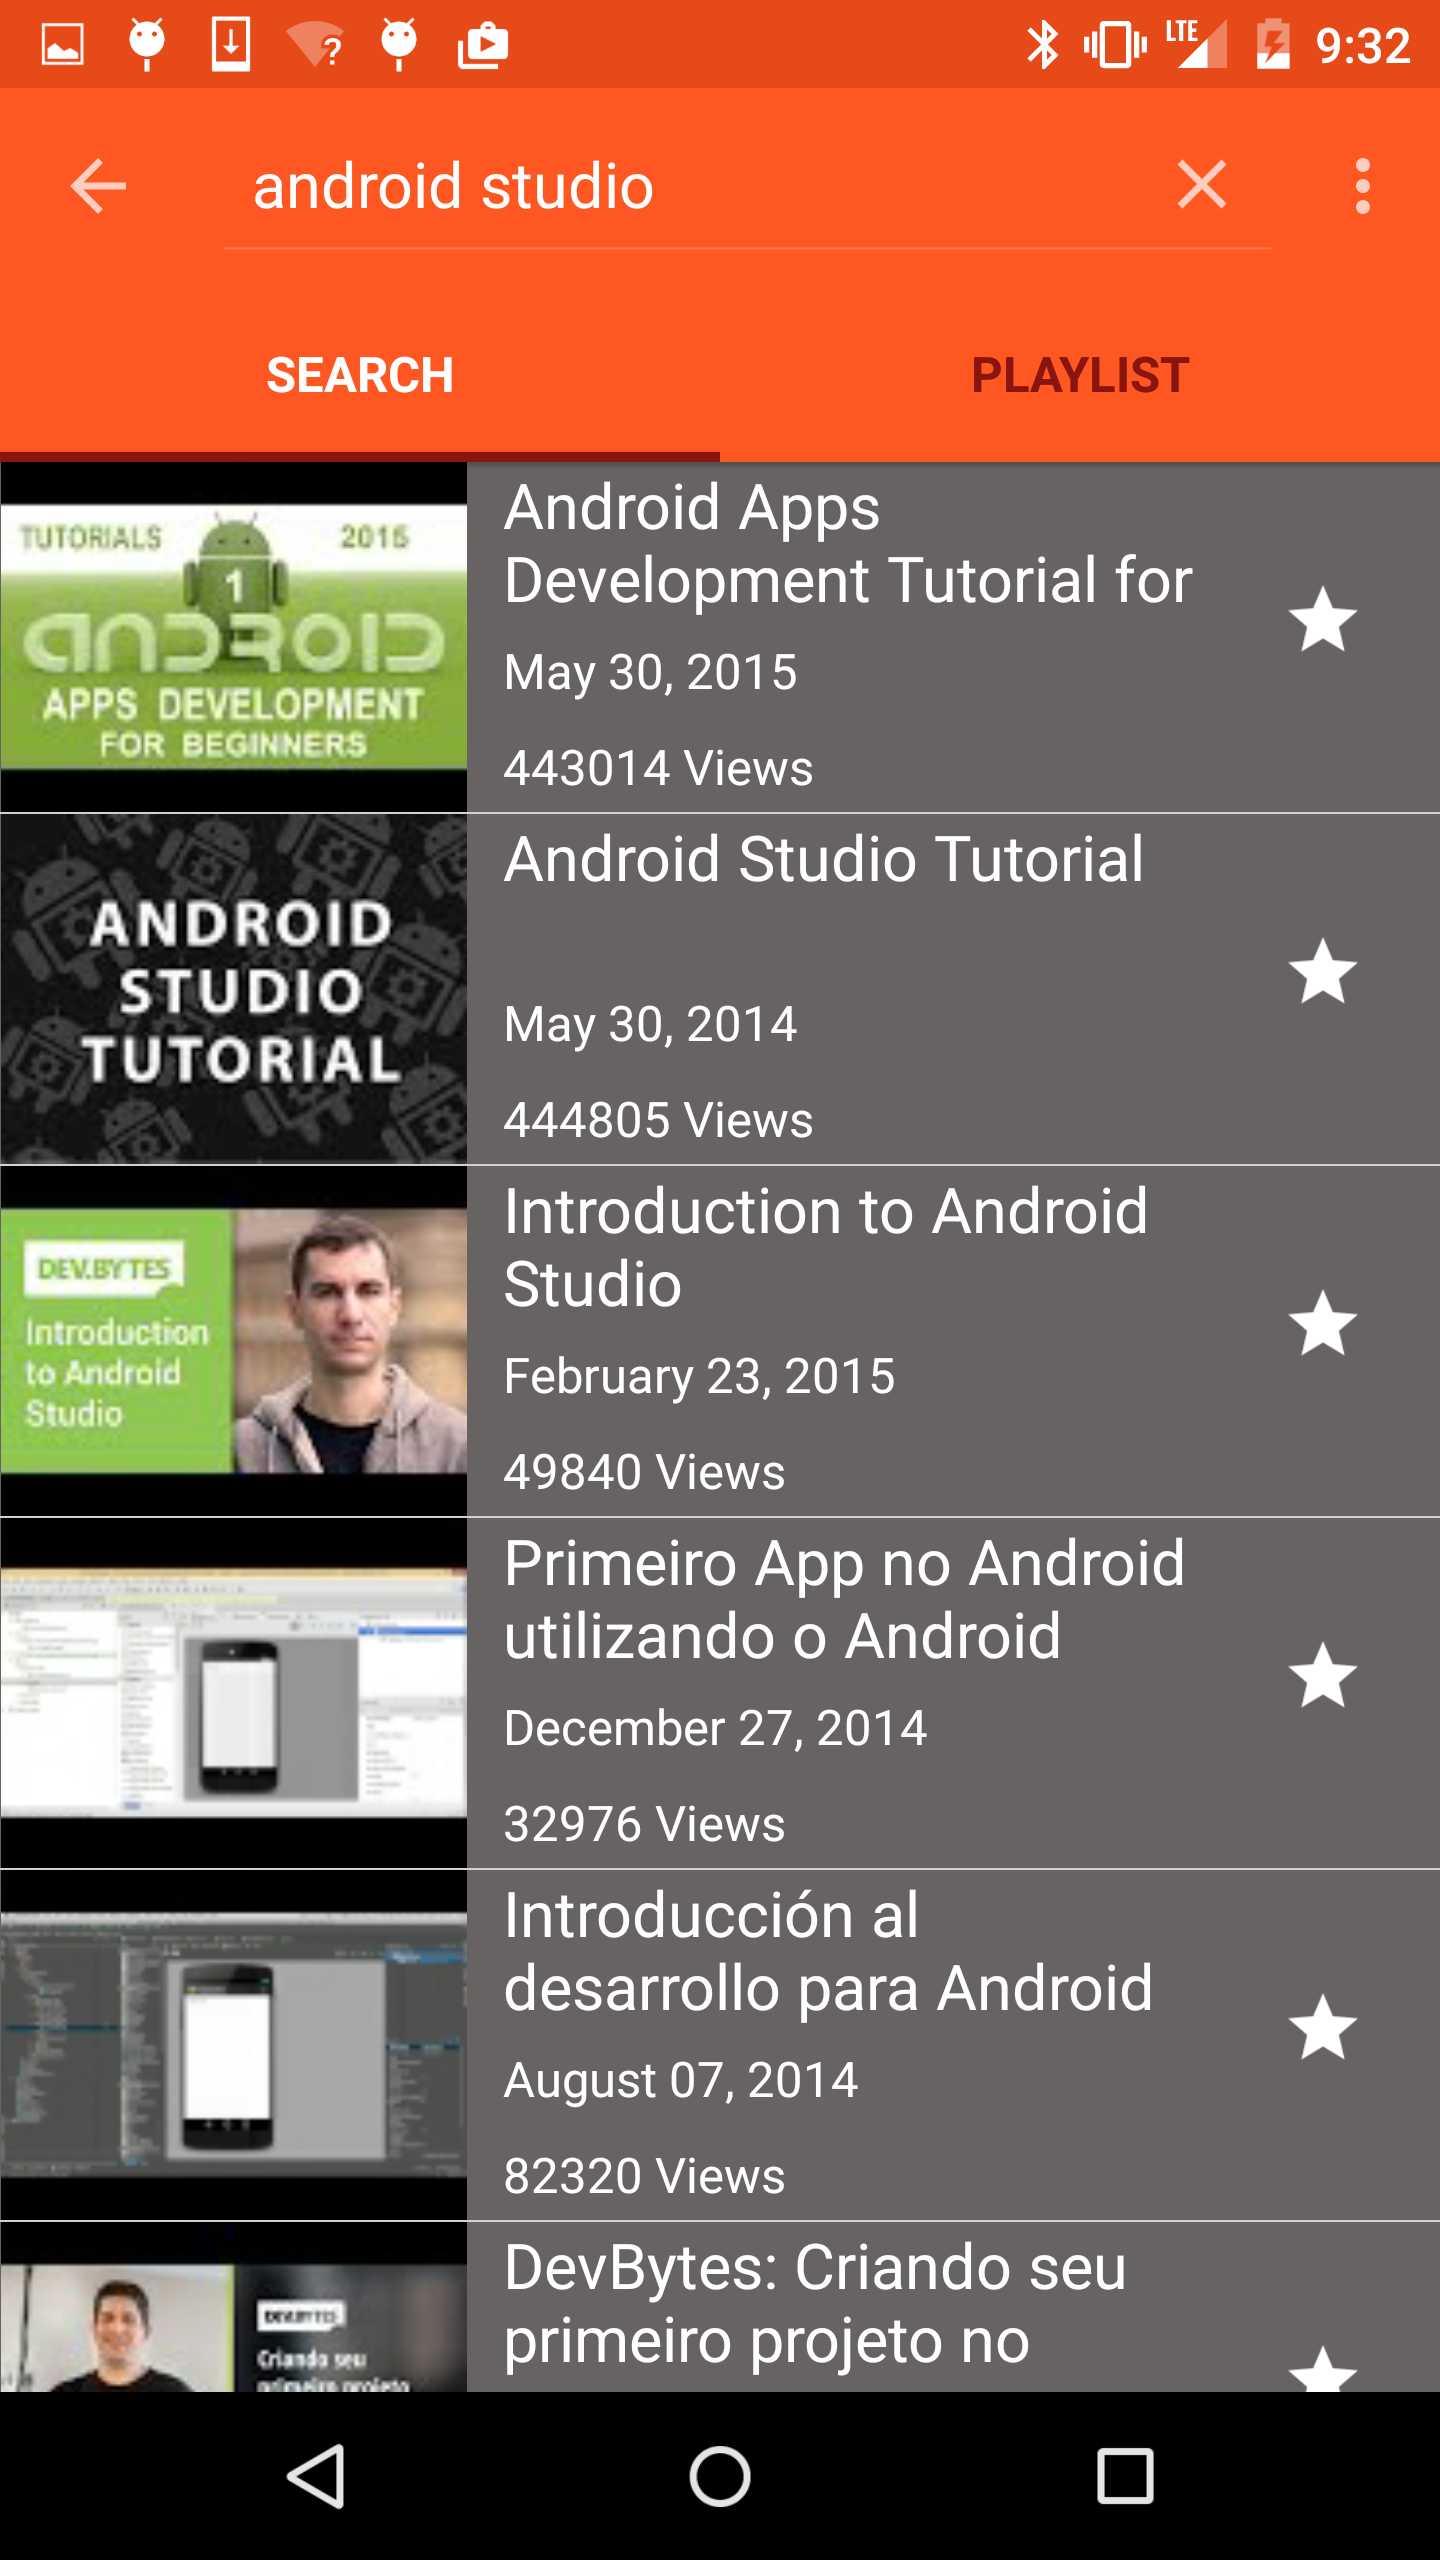 LTE 9:32
android studio
SEARCH
PLAYLIST
TUTORIALS 2015
1
ANDROID
APPS DEVELOPMENT
FOR BEGINNERS
Android Apps
Development Tutorial for
May 30, 2015
443014 Views
ANDROID
STUDIO
TUTORIAL
Android Studio Tutorial
May 30, 2014
444805 Views
DEV.BYTES
Introduction
to Android
Studio
Introduction to Android
Studio
February 23, 2015
49840 Views
Primeiro App no Android
utilizando o Android
December 27, 2014
32976 Views
Introducción al
desarrollo para Android
August 07, 2014
82320 Views
DEV.BYTES
Criando seu
primeiro projeto
DevBytes: Criando seu
primeiro projeto no